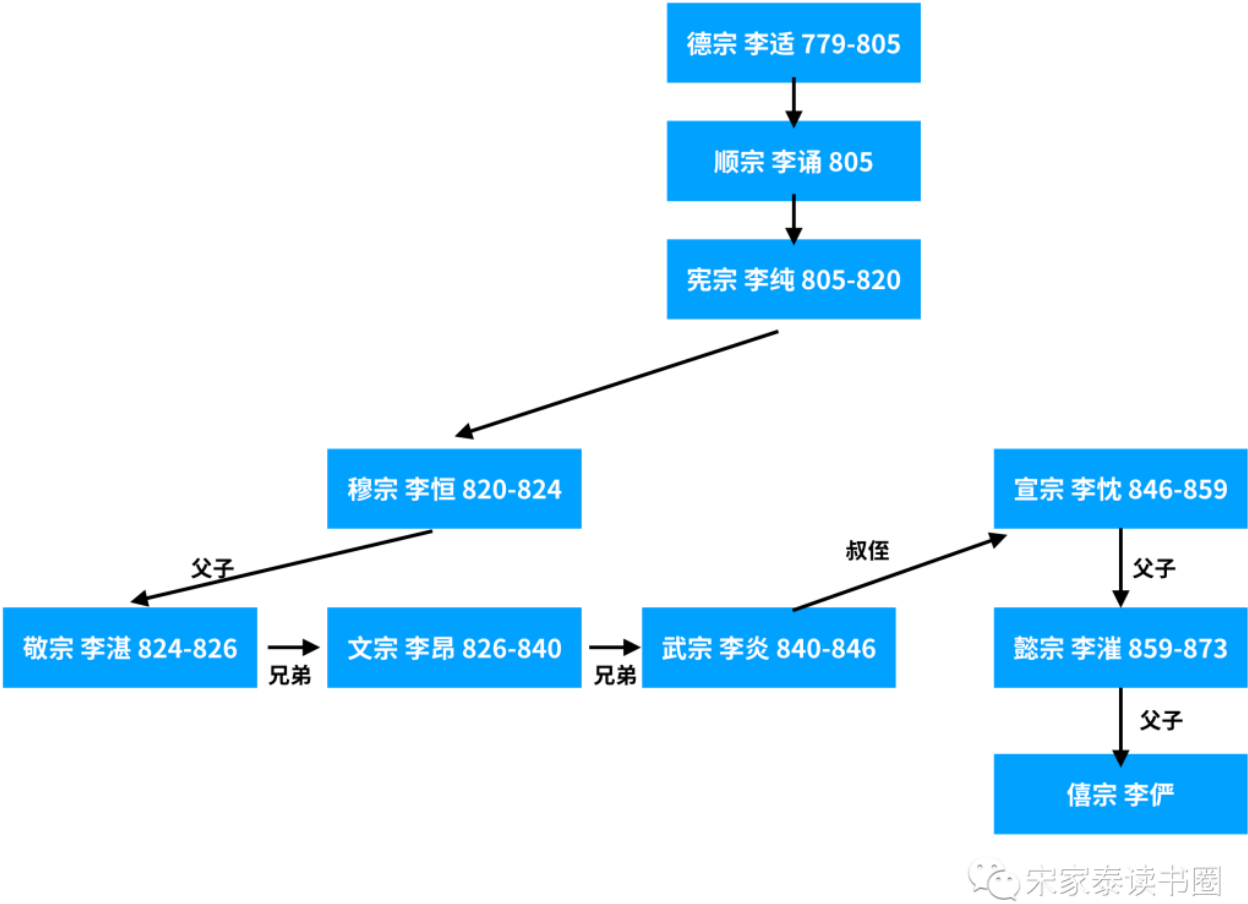 德宗 李适 779-805
顺宗 李诵 805
宪宗 李纯 805-820
穆宗 李恒 820-824
宣宗 李忱 846-859
叔侄
父子
父子
敬宗 李湛 824-826
兄弟
文宗 李昂 826-840
兄弟
武宗 李炎 840-846
懿宗 李漼 859-873
父子
僖宗 李俨
宋家泰读书圈